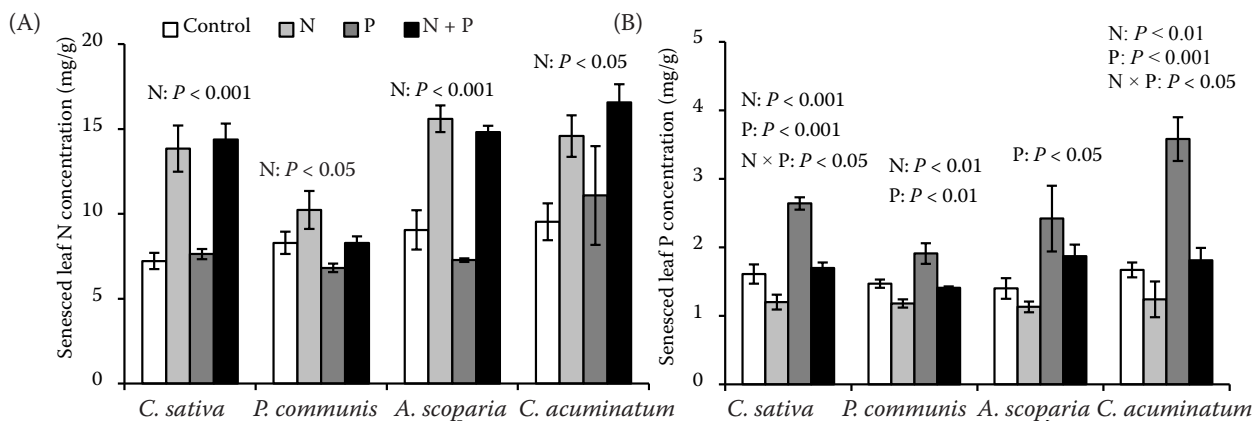 (A)
Control N P N + P
Senesced leaf N concentration (mg/g)
20
15
10
5
0
N: P < 0.001
N: P < 0.05
N: P < 0.001
N: P < 0.05
C. sativa P. communis A. scoparia C. acuminatum
(B)
Senesced leaf P concentration (mg/g)
5
4
3
2
1
0
N: P < 0.001
P: P < 0.001
N × P: P < 0.05
N: P < 0.01
P: P < 0.01
P: P < 0.05
N: P < 0.01
P: P < 0.001
N × P: P < 0.05
C. sativa P. communis A. scoparia C. acuminatum